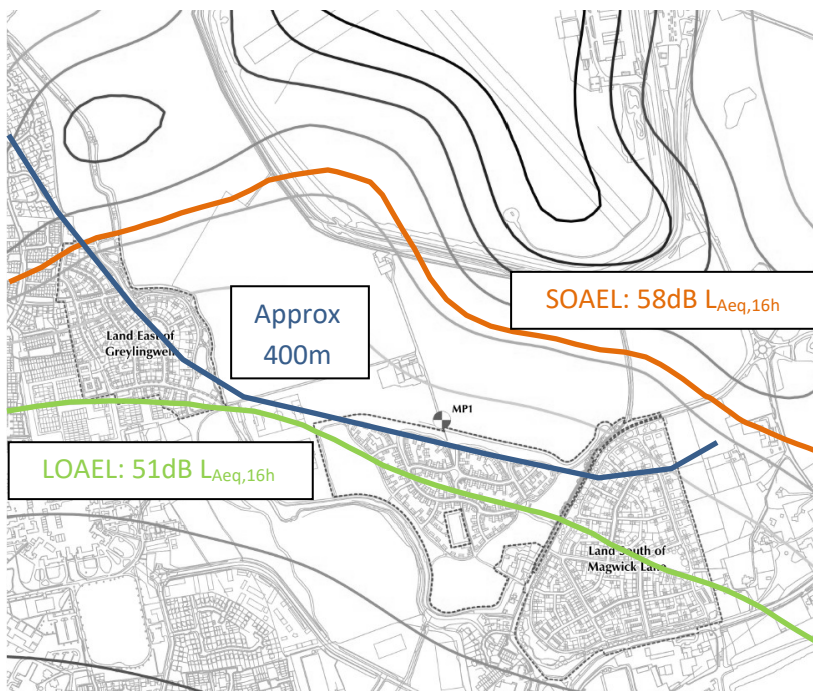 SOAEL: 58dB LAeq,16h
Approx
400m
Land East of
Greylingwell
MP1
LOAEL: 51dB LAeq,16h
Land South of
Magwick Lane